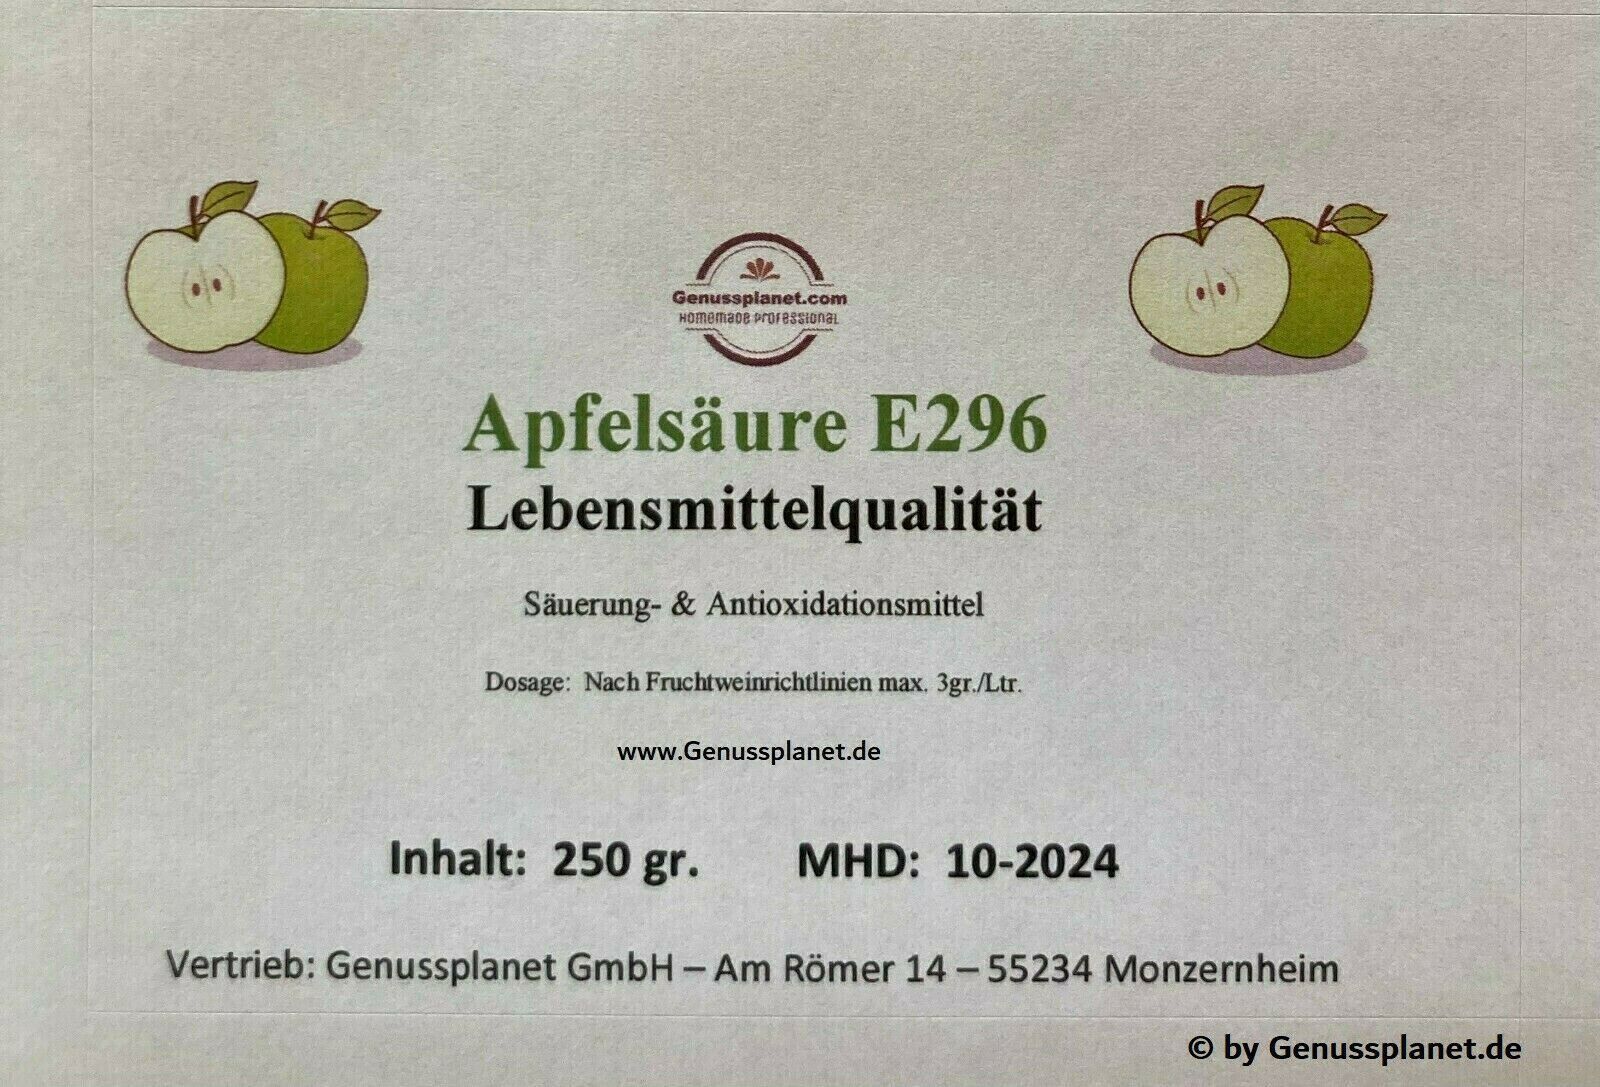 Genussplanet.com
Homemade Professional
Apfelsäure E296
Lebensmittelqualität
Säuerung- & Antioxidationsmittel
Dosage: Nach Fruchtweinrichtlinien max. 3gr./Ltr.
www.Genussplanet.de
Inhalt: 250 gr. MHD: 10-2024
Vertrieb: Genussplanet GmbH – Am Römer 14 – 55234 Monzernheim
© by Genussplanet.de